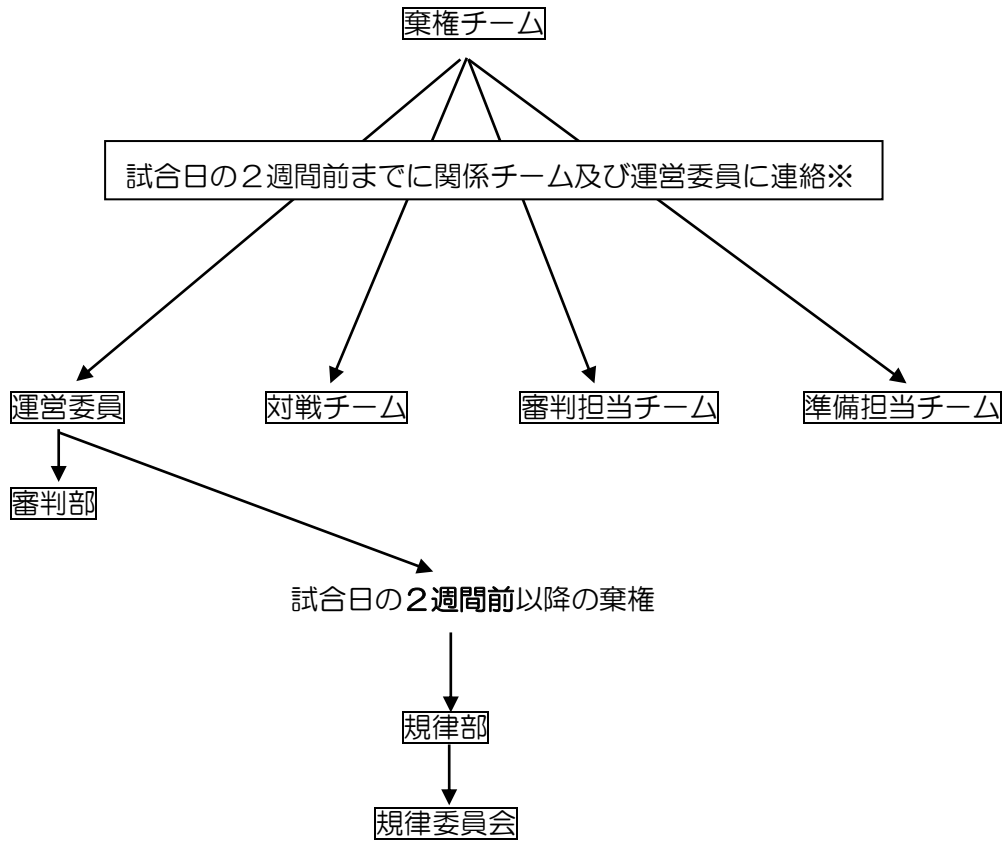 棄権チーム
試合日の２週間前までに関係チーム及び運営委員に連絡※
運営委員
対戦チーム
審判担当チーム
準備担当チーム
審判部
試合日の２週間前以降の棄権
規律部
規律委員会